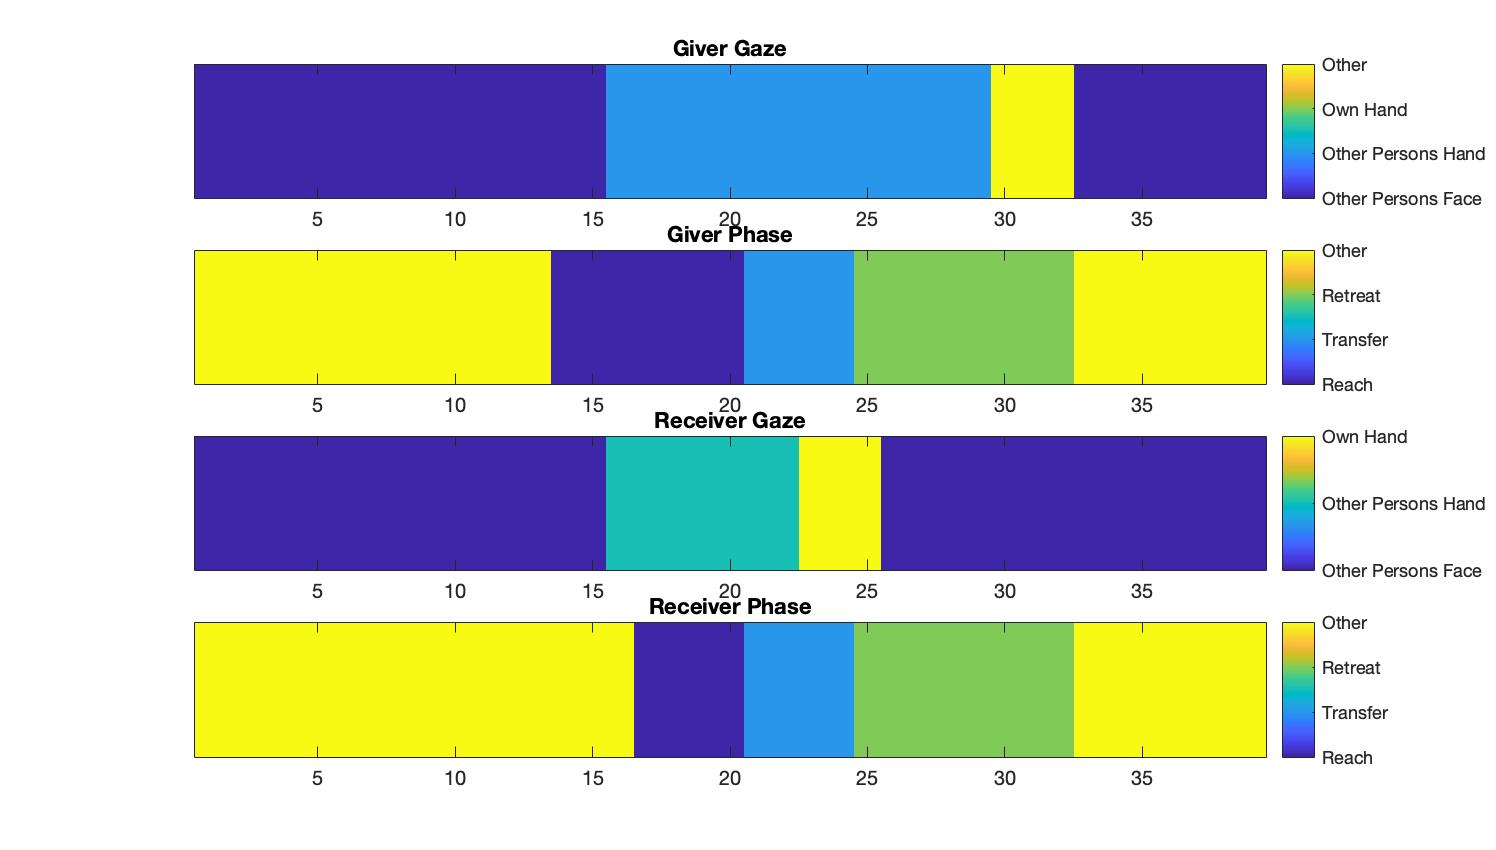 Giver Gaze
Other
Own Hand
Other Persons Hand
Other Persons Face
5 10 15 20 25 30 35
Giver Phase
Other
Retreat
Transfer
Reach
5 10 15 20 25 30 35
Receiver Gaze
Own Hand
Other Persons Hand
Other Persons Face
5 10 15 20 25 30 35
Receiver Phase
Other
Retreat
Transfer
Reach
5 10 15 20 25 30 35